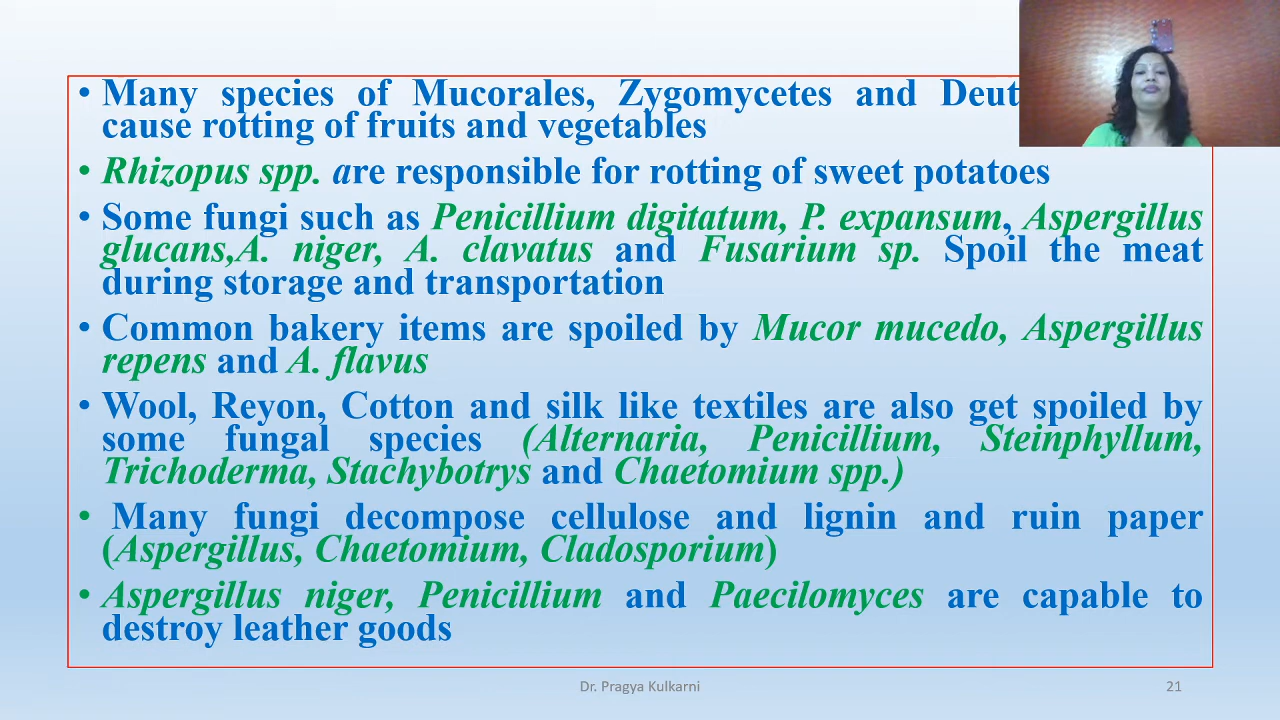 • Many species of Mucorales, Zygomycetes and Deut
cause rotting of fruits and vegetables
• Rhizopus spp. are responsible for rotting of sweet potatoes
• Some fungi such as Penicillium digitatum, P. expansum, Aspergillus
glucans,A. niger, A. clavatus and Fusarium sp. Spoil the meat
during storage and transportation
• Common bakery items are spoiled by Mucor mucedo, Aspergillus
repens and A. flavus
• Wool, Reyon, Cotton and silk like textiles are also get spoiled by
some fungal species (Alternaria, Penicillium, Steinphyllum,
Trichoderma, Stachybotrys and Chaetomium spp.)
• Many fungi decompose cellulose and lignin and ruin paper
(Aspergillus, Chaetomium, Cladosporium)
• Aspergillus niger, Penicillium and Paecilomyces are capable to
destroy leather goods
Dr. Pragya Kulkarni
21